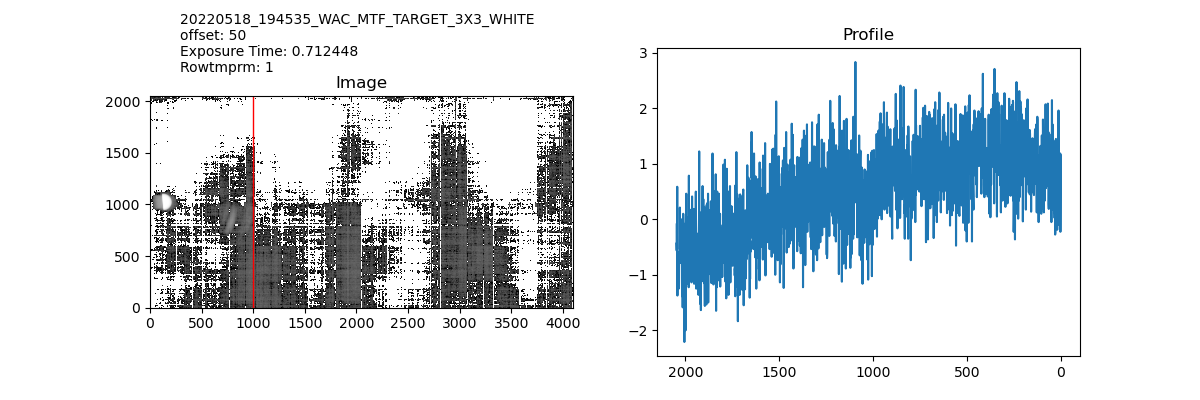 20220518_194535_WAC_MTF_TARGET_3X3_WHITE
offset: 50
Exposure Time: 0.712448
Rowtmprm: 1
Image
2000
1500
1000
500
0
0 500 1000 1500 2000 2500 3000 3500 4000
Profile
3
2
1
0
−1
−2
2000 1500 1000 500 0